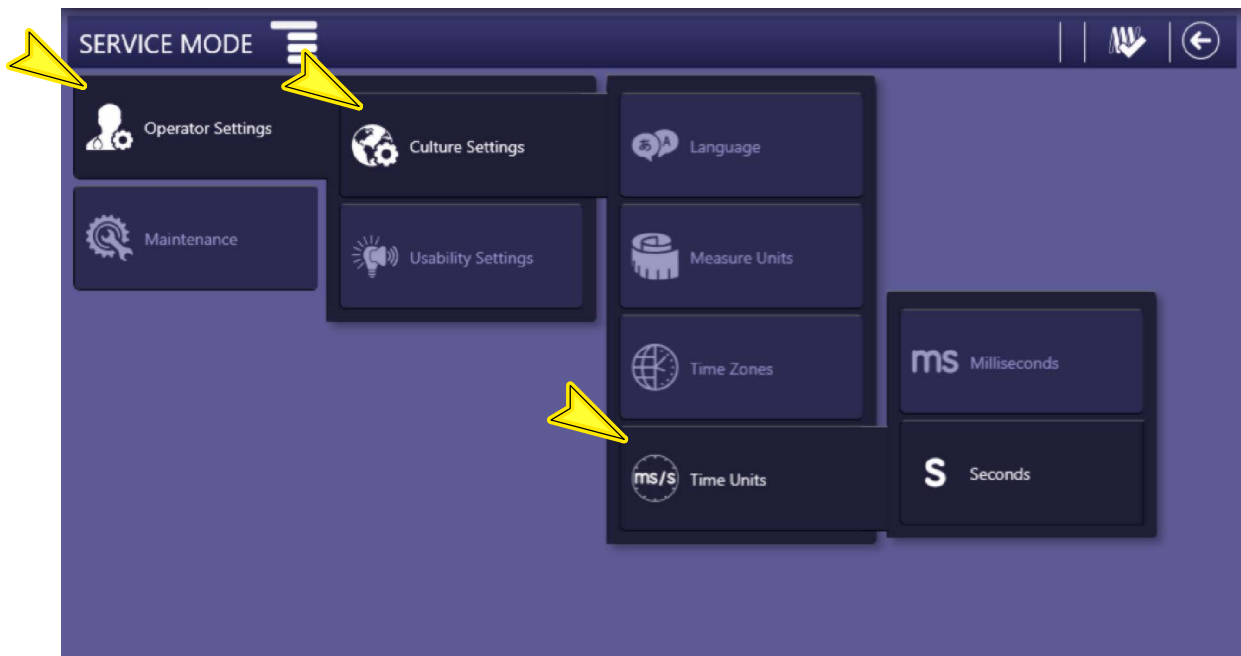 SERVICE MODE
Operator Settings
Maintenance
Culture Settings
Usability Settings
あ A
Language
Measure Units
Time Zones
ms/s Time Units
ms Milliseconds
S Seconds